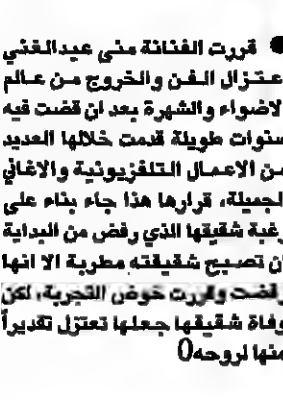 ● قررت الفنانة منى عبدالغني
اعتزال الفن والخروج من عالم
الاضواء والشهرة بعد ان قضت فيه
سنوات طويلة قدمت خلالها العديد
من الاعمال التلفزيونية والاغاني
الجميلة، قرارها هذا جاء بناء على
رغبة شقيقها الذي رفض من البداية
ان تصبح شقيقته مطربة الا انها
رفضت وقررت خوض التجربة، لكن
وفاة شقيقها جعلها تعتزل تقديراً
منها لروحه0